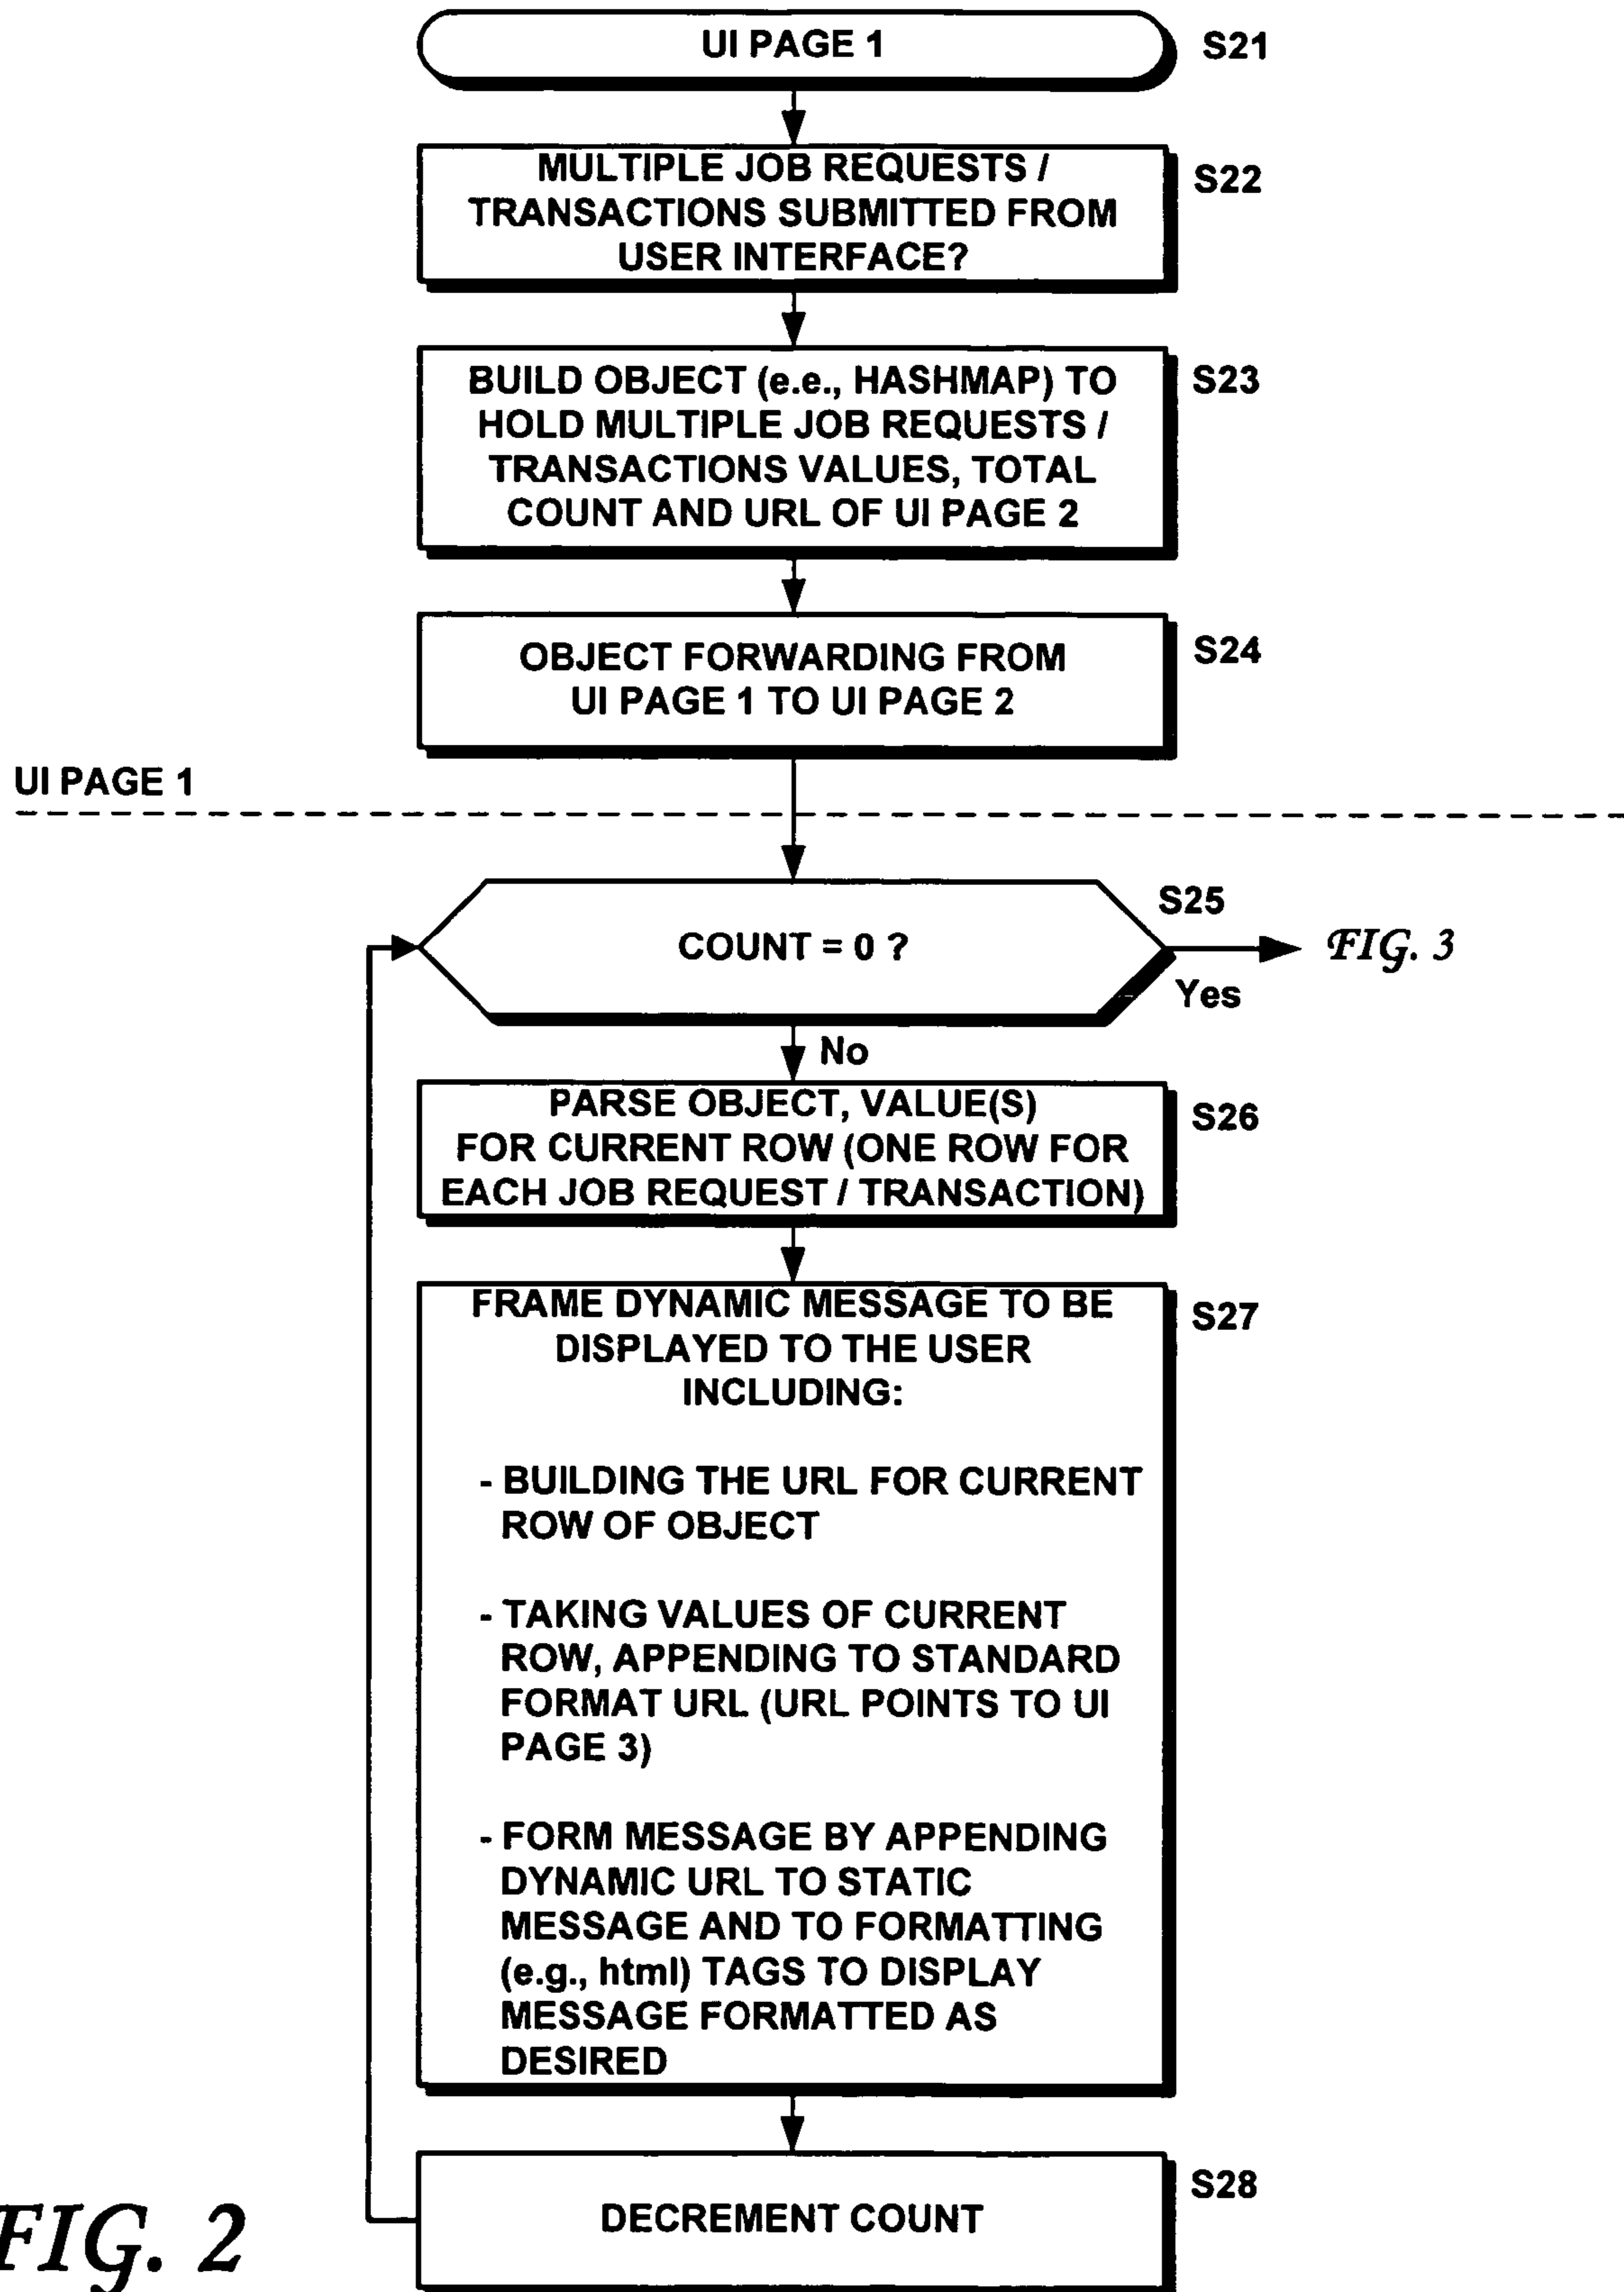 UI PAGE 1
S21
MULTIPLE JOB REQUESTS /
TRANSACTIONS SUBMITTED FROM
USER INTERFACE?
S22
BUILD OBJECT (e.e., HASHMAP) TO
HOLD MULTIPLE JOB REQUESTS /
TRANSACTIONS VALUES, TOTAL
COUNT AND URL OF UI PAGE 2
S23
OBJECT FORWARDING FROM
UI PAGE 1 TO UI PAGE 2
S24
UI PAGE 1
COUNT = 0 ?
S25
Yes
FIG. 3
No
PARSE OBJECT, VALUE(S)
FOR CURRENT ROW (ONE ROW FOR
EACH JOB REQUEST / TRANSACTION)
S26
FRAME DYNAMIC MESSAGE TO BE
DISPLAYED TO THE USER
INCLUDING:
- BUILDING THE URL FOR CURRENT
ROW OF OBJECT
- TAKING VALUES OF CURRENT
ROW, APPENDING TO STANDARD
FORMAT URL (URL POINTS TO UI
PAGE 3)
- FORM MESSAGE BY APPENDING
DYNAMIC URL TO STATIC
MESSAGE AND TO FORMATTING
(e.g., html) TAGS TO DISPLAY
MESSAGE FORMATTED AS
DESIRED
S27
DECREMENT COUNT
S28
FIG. 2